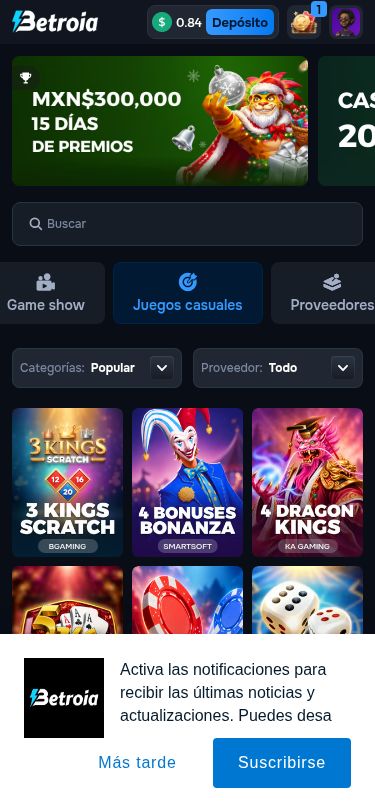 Betroia
$ 0.84 Depósito
1
MXN$300,000
15 DÍAS
DE PREMIOS
CAS
20
Buscar
Game show
Juegos casuales
Proveedores
Categorías: Popular
Proveedor: Todo
3 KINGS
SCRATCH
12 16
20
3 KINGS
SCRATCH
BGAMING
4 BONUSES
BONANZA
SMARTSOFT
4 DRAGON
KINGS
KA GAMING
Betroia
Activa las notificaciones para
recibir las últimas noticias y
actualizaciones. Puedes desa
Más tarde
Suscribirse